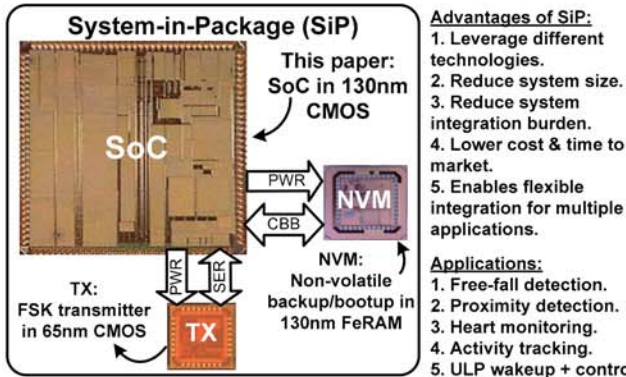 System-in-Package (SiP)
This paper:
SoC in 130nm
CMOS
SoC
PWR
CBB
NVM
PWR
SER
TX:
FSK transmitter
in 65nm CMOS
TX
NVM:
Non-volatile
backup/bootup in
130nm FeRAM
Advantages of SiP:
1. Leverage different
technologies.
2. Reduce system size.
3. Reduce system
integration burden.
4. Lower cost & time to
market.
5. Enables flexible
integration for multiple
applications.
Applications:
1. Free-fall detection.
2. Proximity detection.
3. Heart monitoring.
4. Activity tracking.
5. ULP wakeup + contro